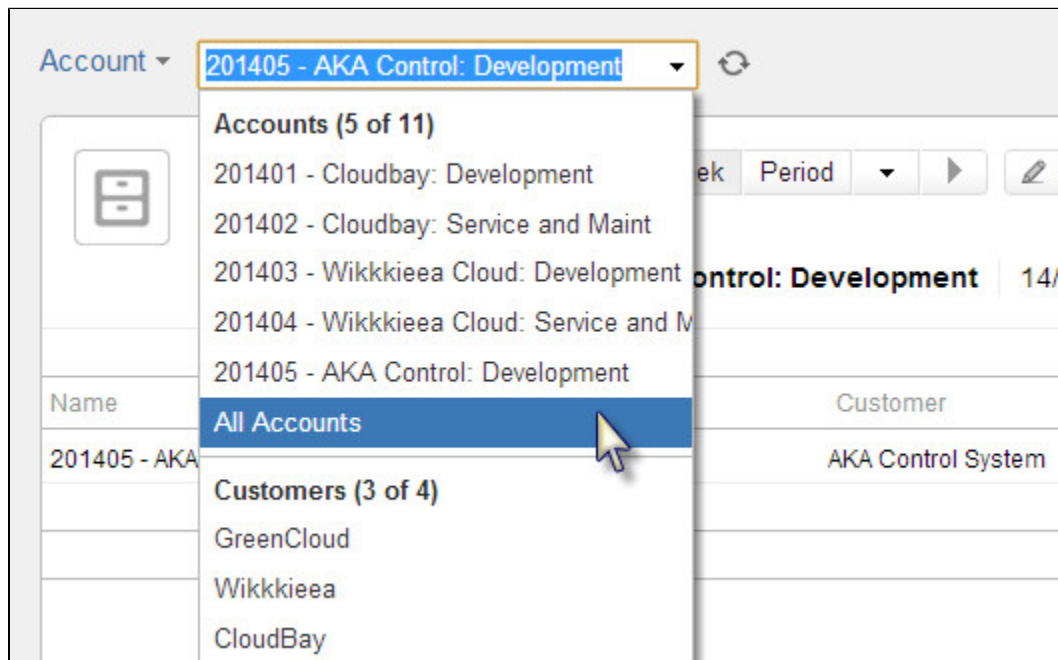 Account 201405 - AKA Control: Development
Accounts (5 of 11)
201401 - Cloudbay: Development
ek Period
201402 - Cloudbay: Service and Maint
201403 - Wikkkieea Cloud: Development
ontrol: Development 14/
201404 - Wikkkieea Cloud: Service and M
201405 - AKA Control: Development
Name Customer
All Accounts
201405 - AKA AKA Control System
Customers (3 of 4)
GreenCloud
Wikkkieea
CloudBay